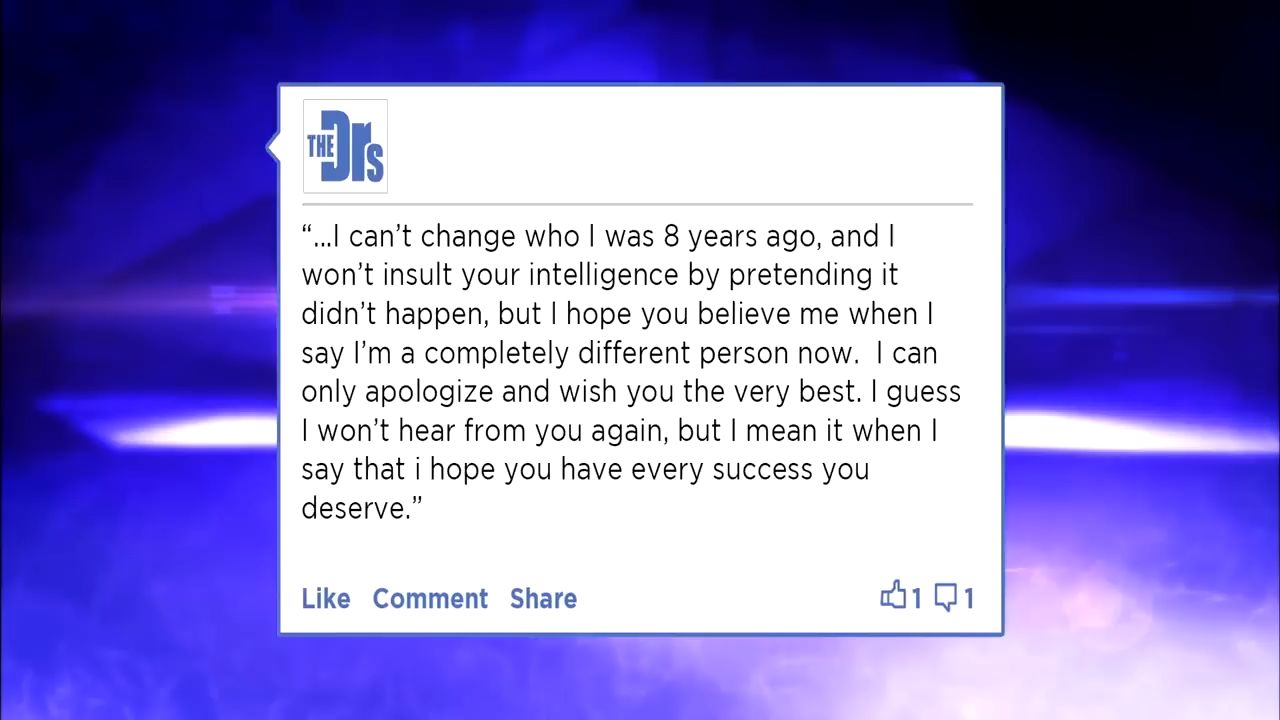 THE Drs
“...I can’t change who I was 8 years ago, and I
won’t insult your intelligence by pretending it
didn’t happen, but I hope you believe me when I
say I’m a completely different person now.  I can
only apologize and wish you the very best. I guess
I won’t hear from you again, but I mean it when I
say that i hope you have every success you
deserve.”
Like Comment Share 1 1